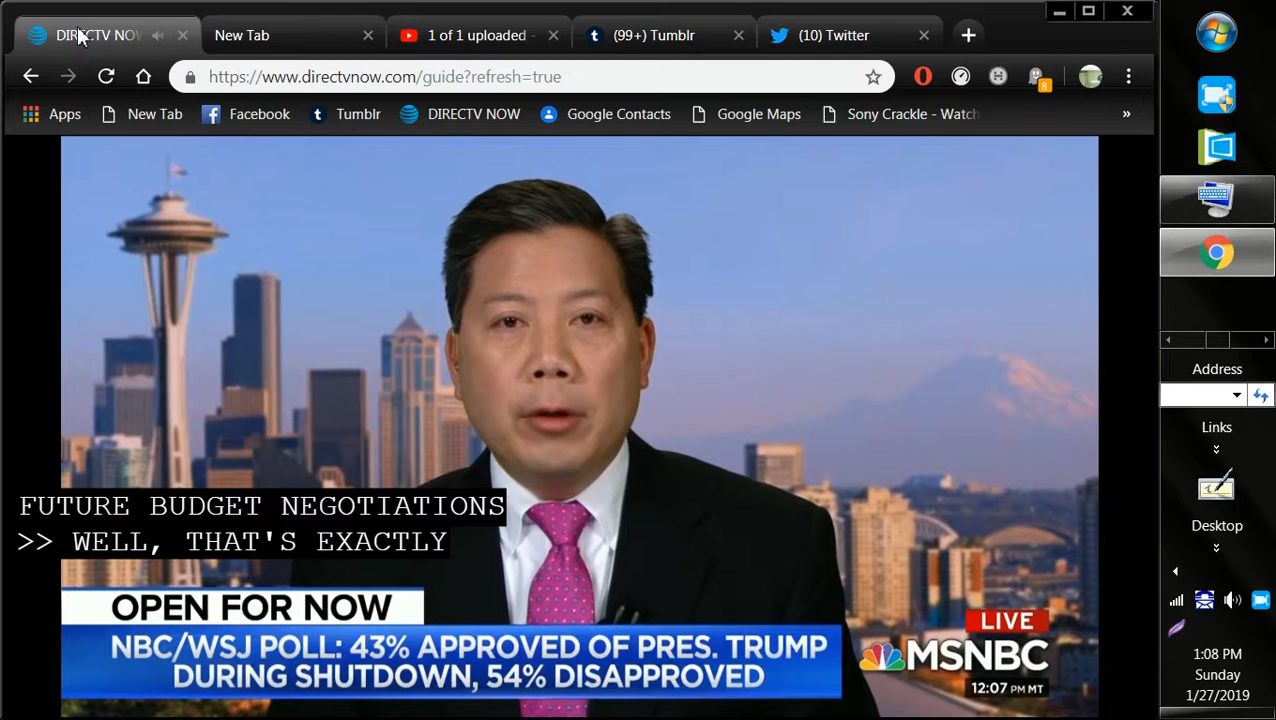 DIRECTV NOW
New Tab
1 of 1 uploaded -
(99+) Tumblr
(10) Twitter
https://www.directvnow.com/guide?refresh=true
8
Apps
New Tab
Facebook
Tumblr
DIRECTV NOW
Google Contacts
Google Maps
Sony Crackle - Watch
»
FUTURE BUDGET NEGOTIATIONS
>> WELL, THAT'S EXACTLY
OPEN FOR NOW
NBC/WSJ POLL: 43% APPROVED OF PRES. TRUMP
DURING SHUTDOWN, 54% DISAPPROVED
LIVE
MSNBC
12:07 PM MT
Address
Links
Desktop
1:08 PM
Sunday
1/27/2019